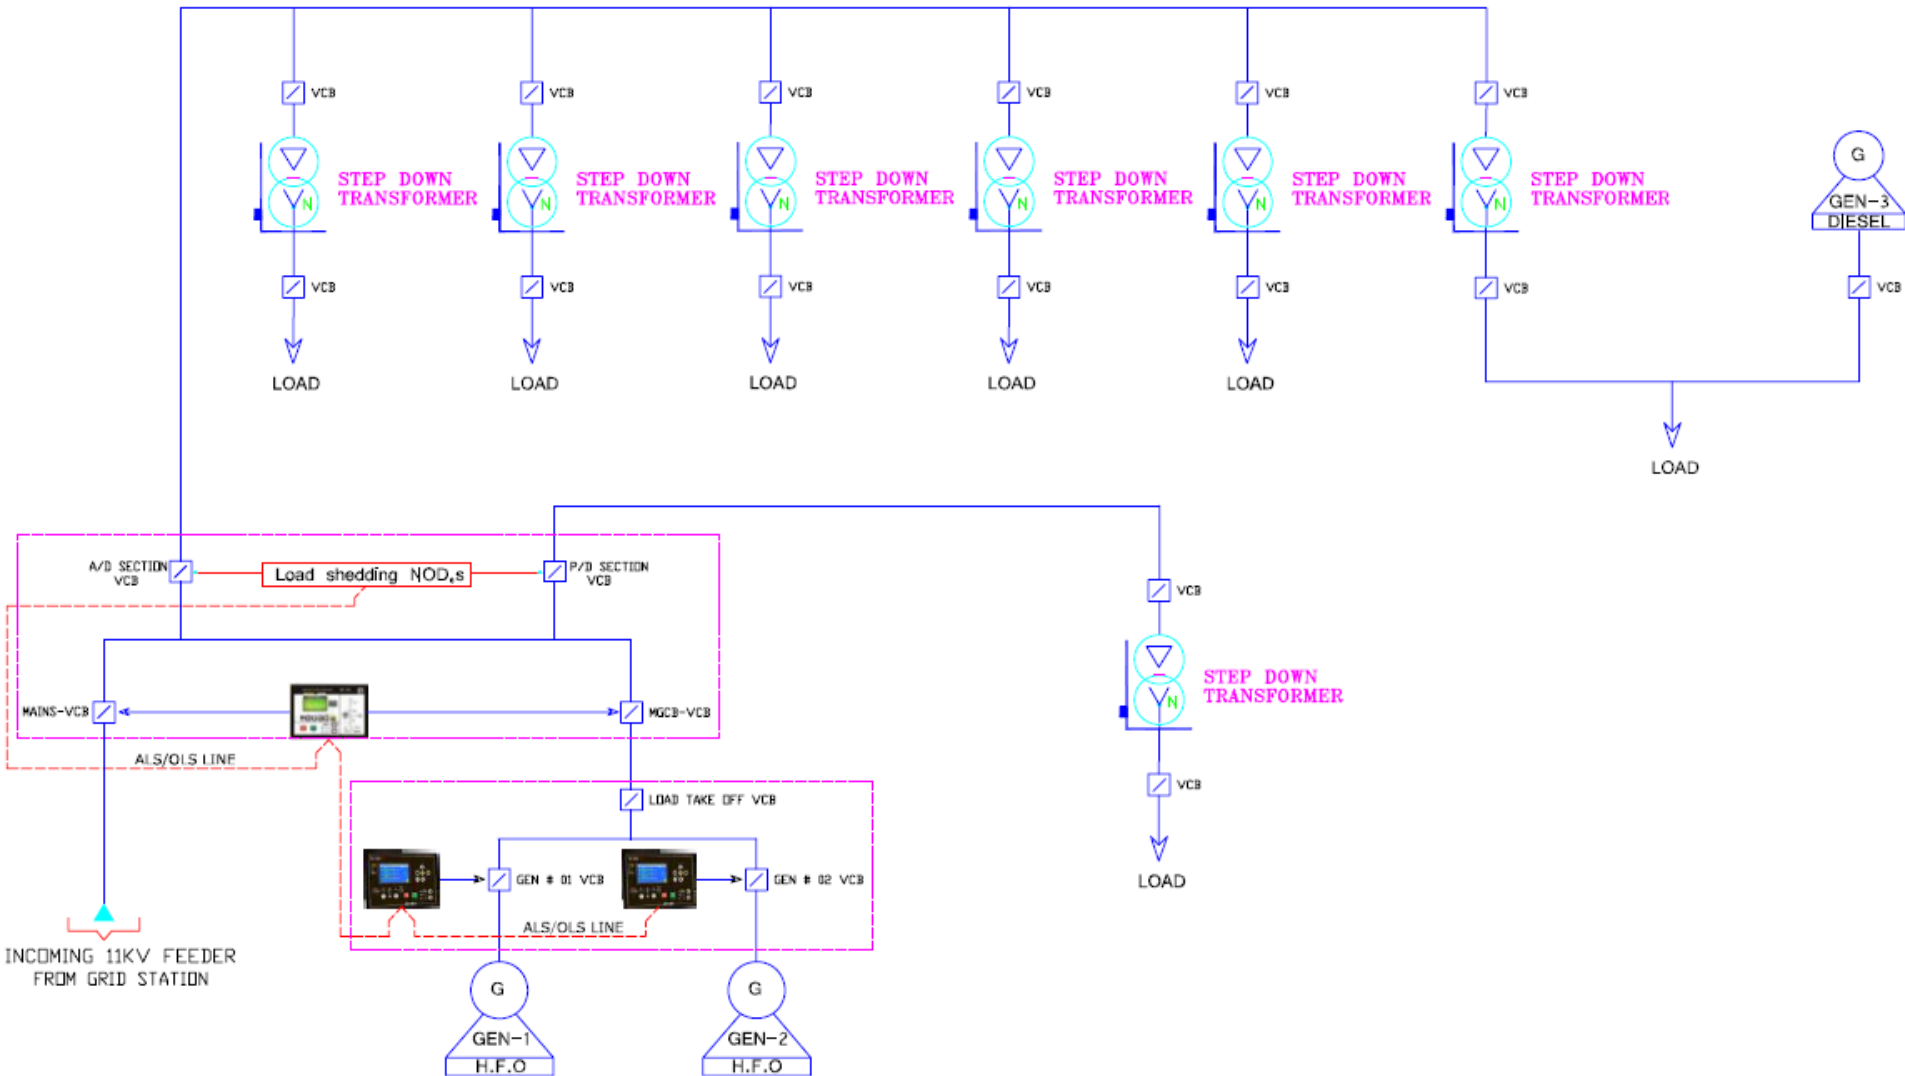 VCB
VCB
VCB
VCB
VCB
VCB
G
GEN-3
DIESEL
STEP DOWN
TRANSFORMER
STEP DOWN
TRANSFORMER
STEP DOWN
TRANSFORMER
STEP DOWN
TRANSFORMER
STEP DOWN
TRANSFORMER
STEP DOWN
TRANSFORMER
N
N
N
N
N
N
VCB
VCB
VCB
VCB
VCB
VCB
VCB
LOAD
LOAD
LOAD
LOAD
LOAD
LOAD
A/D SECTION
VCB
Load shedding NOD,s
P/D SECTION
VCB
VCB
STEP DOWN
TRANSFORMER
N
MAINS-VCB
MGCB-VCB
ALS/OLS LINE
VCB
LOAD TAKE OFF VCB
GEN # 01 VCB
GEN # 02 VCB
LOAD
ALS/OLS LINE
INCOMING 11KV FEEDER
FROM GRID STATION
G
GEN-1
H.F.O
G
GEN-2
H.F.O